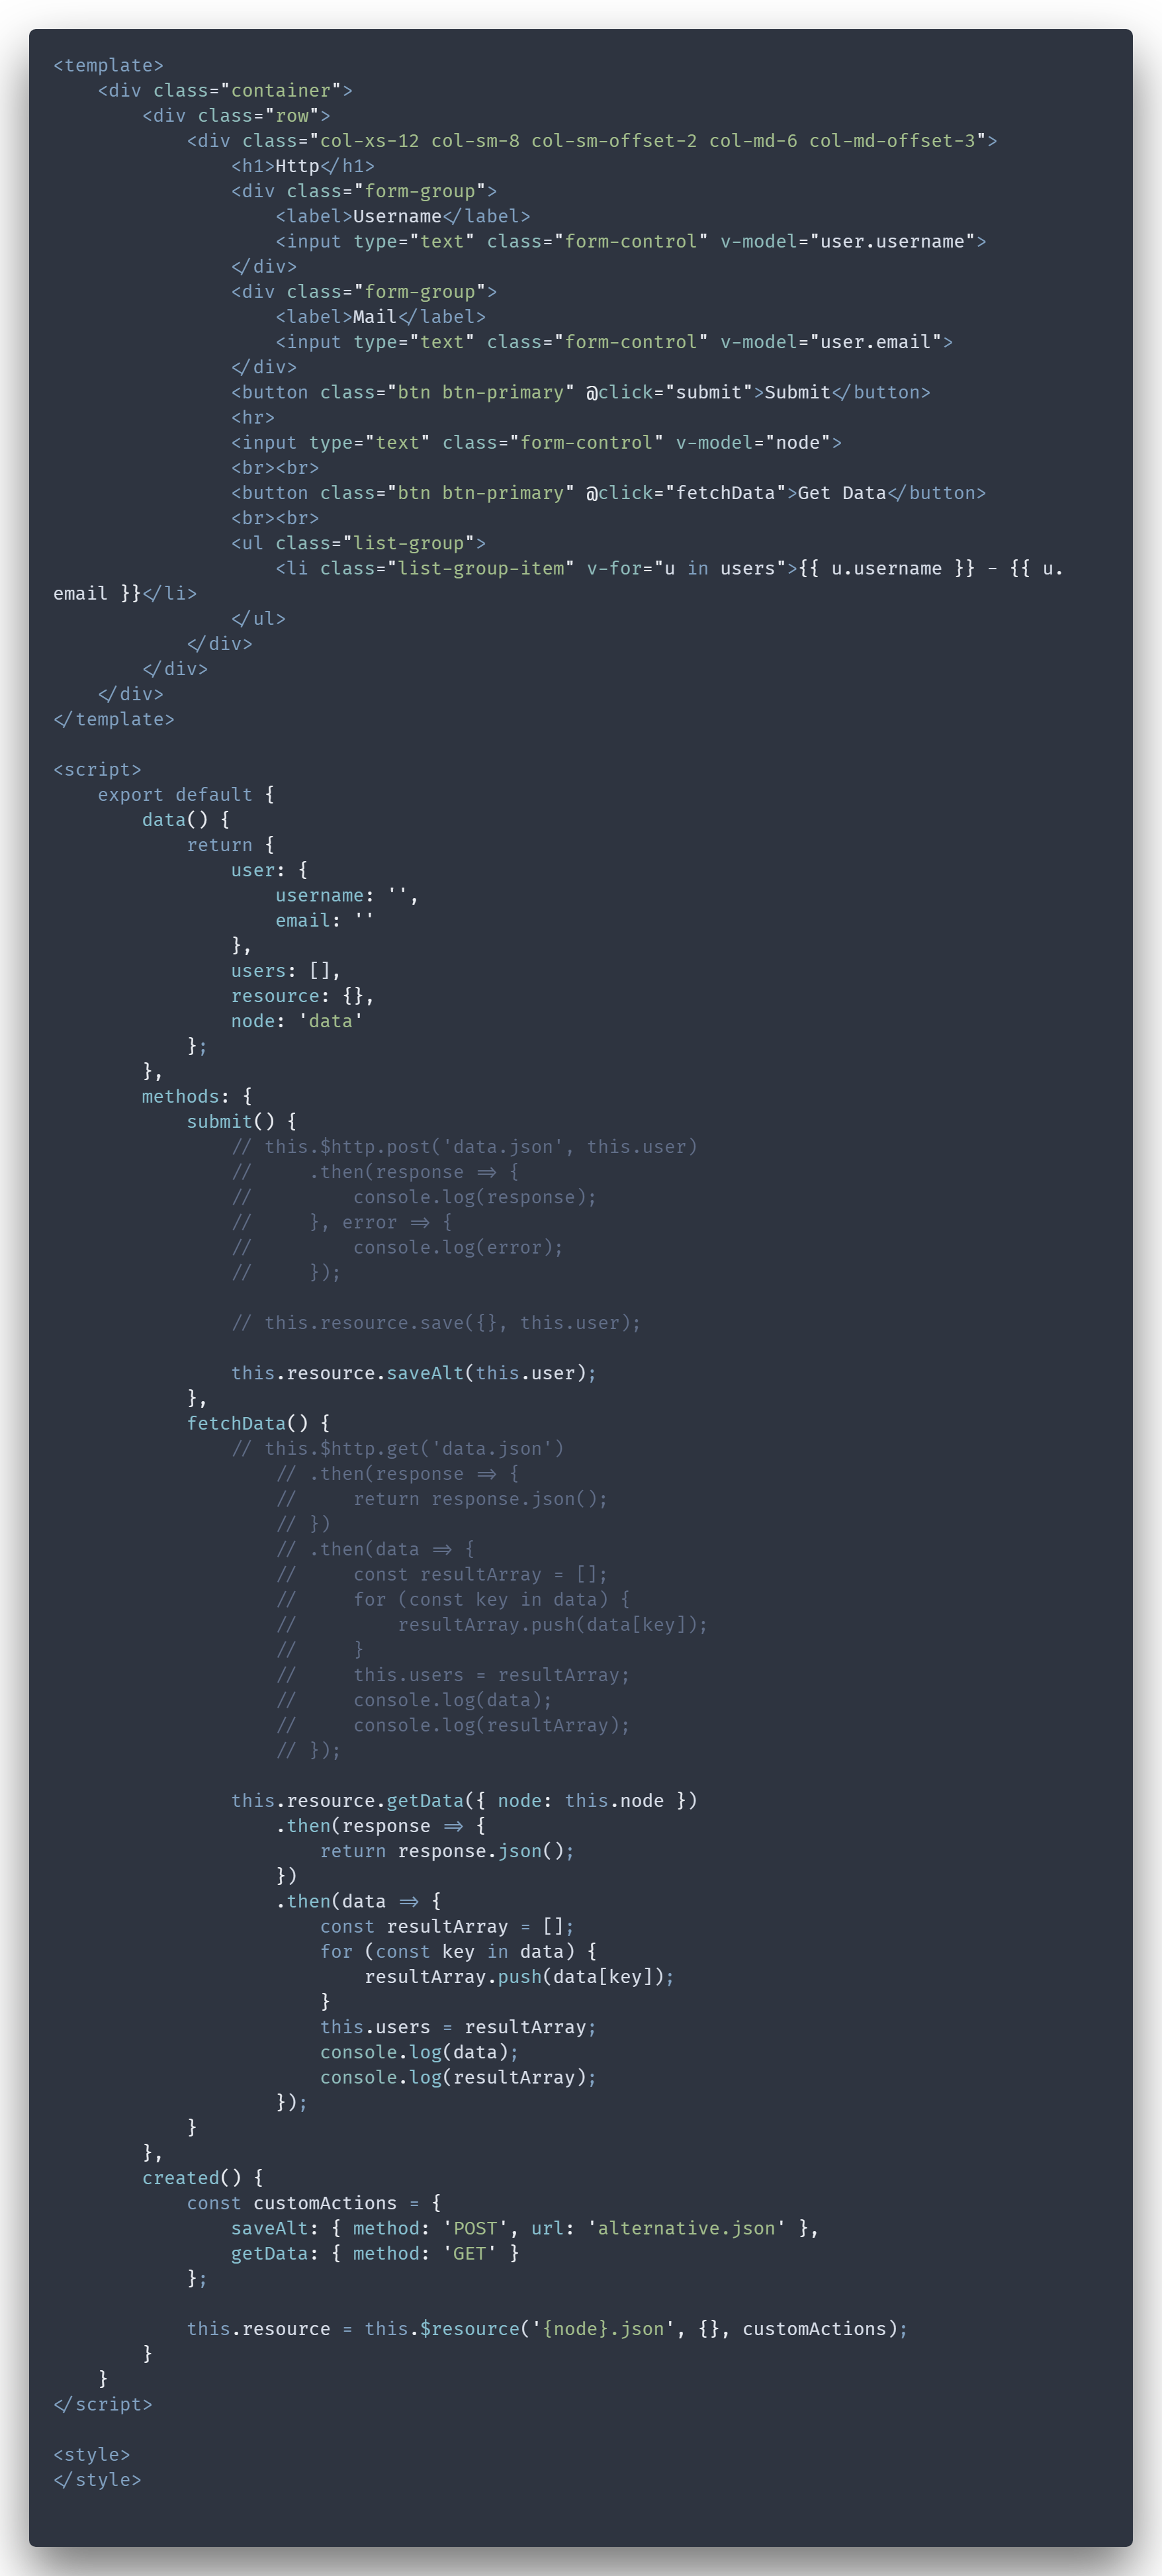 <template>
    <div class="container">
        <div class="row">
            <div class="col-xs-12 col-sm-8 col-sm-offset-2 col-md-6 col-md-offset-3">
                <h1>Http</h1>
                <div class="form-group">
                    <label>Username</label>
                    <input type="text" class="form-control" v-model="user.username">
                </div>
                <div class="form-group">
                    <label>Mail</label>
                    <input type="text" class="form-control" v-model="user.email">
                </div>
                <button class="btn btn-primary" @click="submit">Submit</button>
                <hr>
                <input type="text" class="form-control" v-model="node">
                <br><br>
                <button class="btn btn-primary" @click="fetchData">Get Data</button>
                <br><br>
                <ul class="list-group">
                    <li class="list-group-item" v-for="u in users">{{ u.username }} - {{ u.
email }}</li>
                </ul>
            </div>
        </div>
    </div>
</template>

<script>
    export default {
        data() {
            return {
                user: {
                    username: '',
                    email: ''
                },
                users: [],
                resource: {},
                node: 'data'
            };
        },
        methods: {
            submit() {
                // this.$http.post('data.json', this.user)
                //     .then(response => {
                //         console.log(response);
                //     }, error => {
                //         console.log(error);
                //     });

                // this.resource.save({}, this.user);

                this.resource.saveAlt(this.user);
            },
            fetchData() {
                // this.$http.get('data.json')
                    // .then(response => {
                    //     return response.json();
                    // })
                    // .then(data => {
                    //     const resultArray = [];
                    //     for (const key in data) {
                    //         resultArray.push(data[key]);
                    //     }
                    //     this.users = resultArray;
                    //     console.log(data);
                    //     console.log(resultArray);
                    // });

                this.resource.getData({ node: this.node })
                    .then(response => {
                        return response.json();
                    })
                    .then(data => {
                        const resultArray = [];
                        for (const key in data) {
                            resultArray.push(data[key]);
                        }
                        this.users = resultArray;
                        console.log(data);
                        console.log(resultArray);
                    });
            }
        },
        created() {
            const customActions = {
                saveAlt: { method: 'POST', url: 'alternative.json' },
                getData: { method: 'GET' }
            };

            this.resource = this.$resource('{node}.json', {}, customActions);
        }
    }
</script>

<style>
</style>